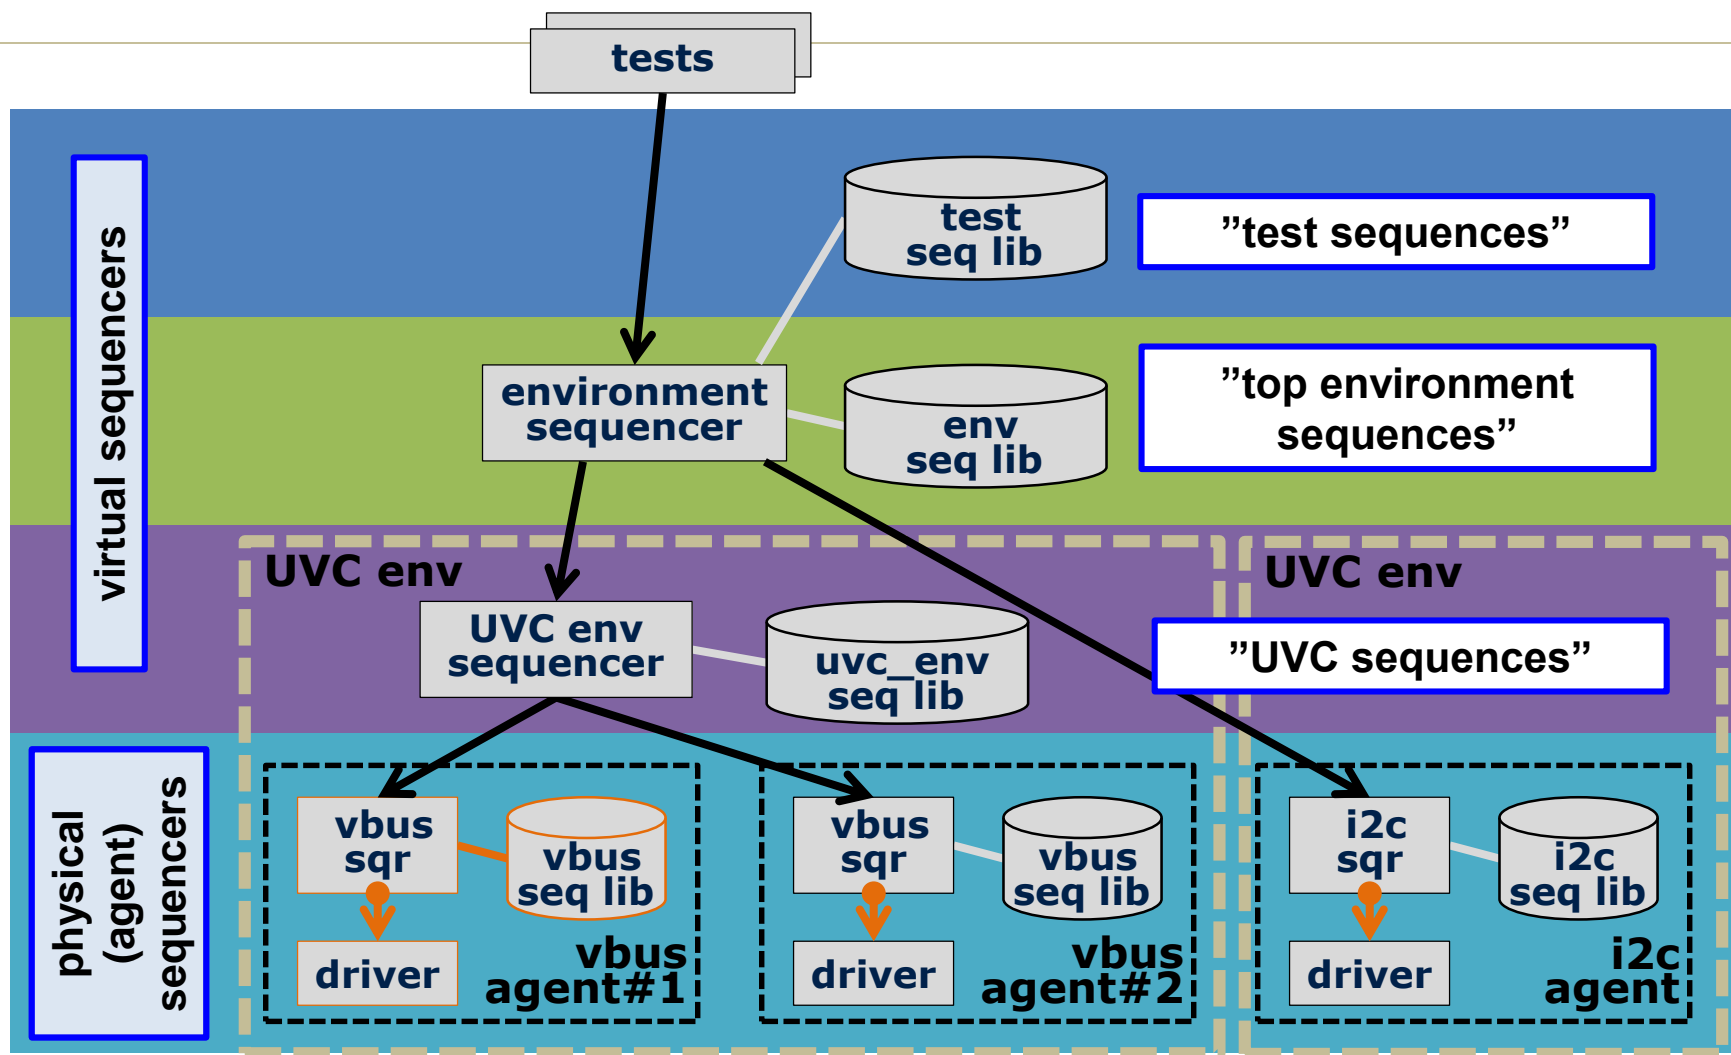 tests
virtual sequencers
test
seq lib
”test sequences”
environment
sequencer
env
seq lib
”top environment
sequences”
UVC env
UVC env
UVC env
sequencer
uvc_env
seq lib
”UVC sequences”
physical
(agent)
sequencers
vbus
sqr
vbus
seq lib
driver
vbus
agent#1
vbus
sqr
vbus
seq lib
driver
vbus
agent#2
i2c
sqr
i2c
seq lib
driver
i2c
agent